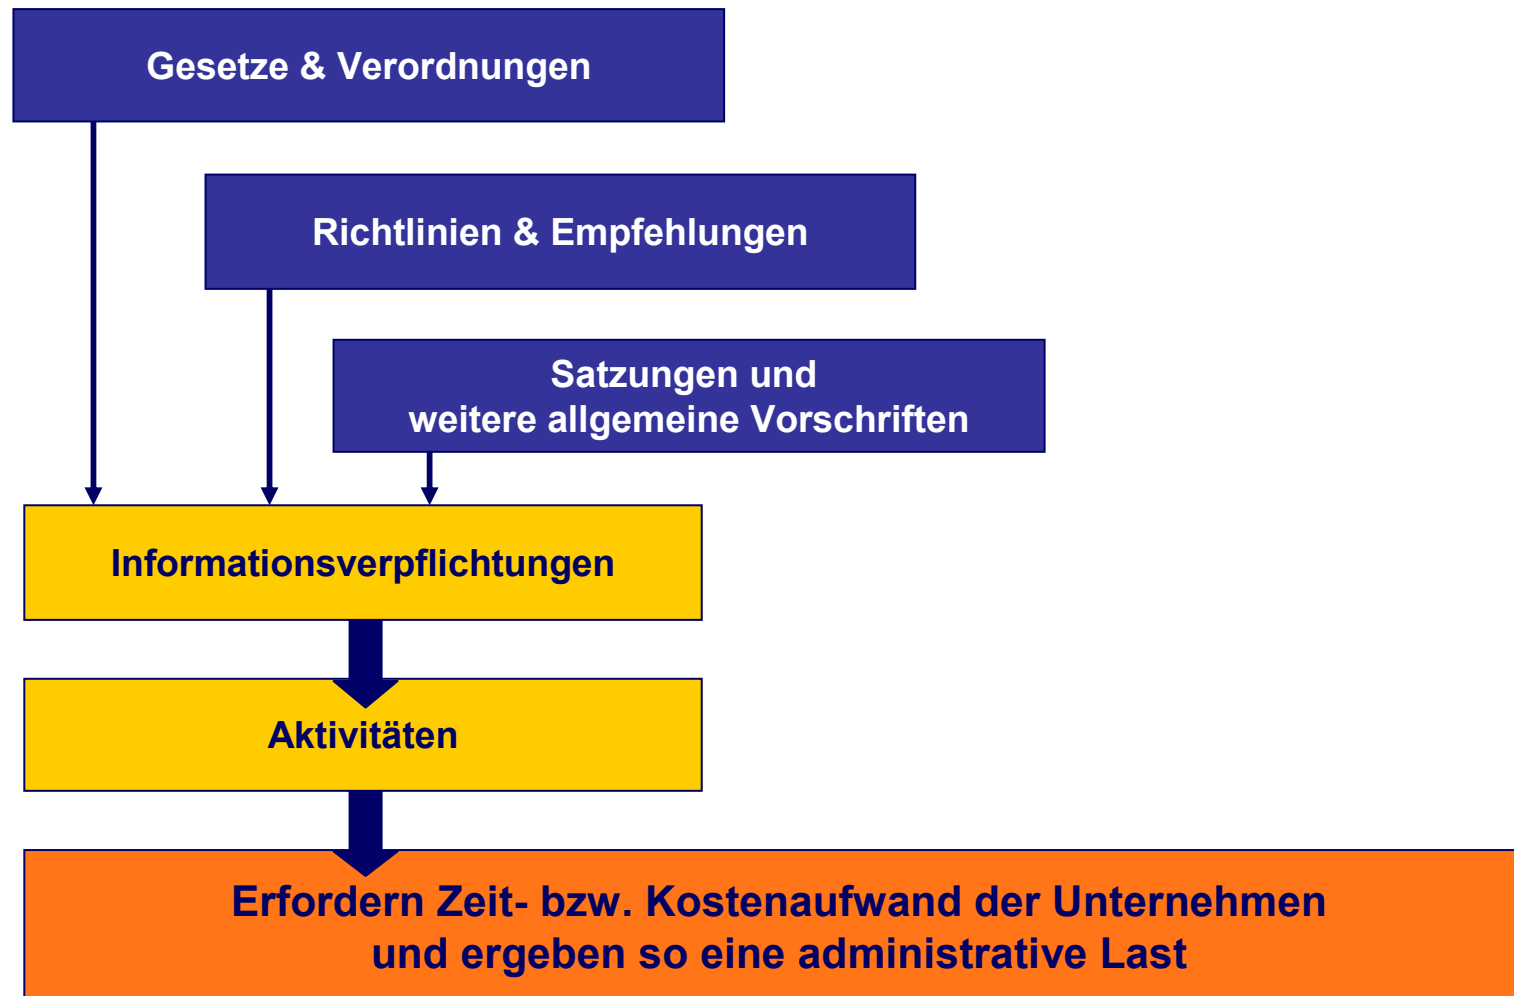 Gesetze & Verordnungen
Richtlinien & Empfehlungen
Satzungen und
weitere allgemeine Vorschriften
Informationsverpflichtungen
Aktivitäten
Erfordern Zeit- bzw. Kostenaufwand der Unternehmen
und ergeben so eine administrative Last